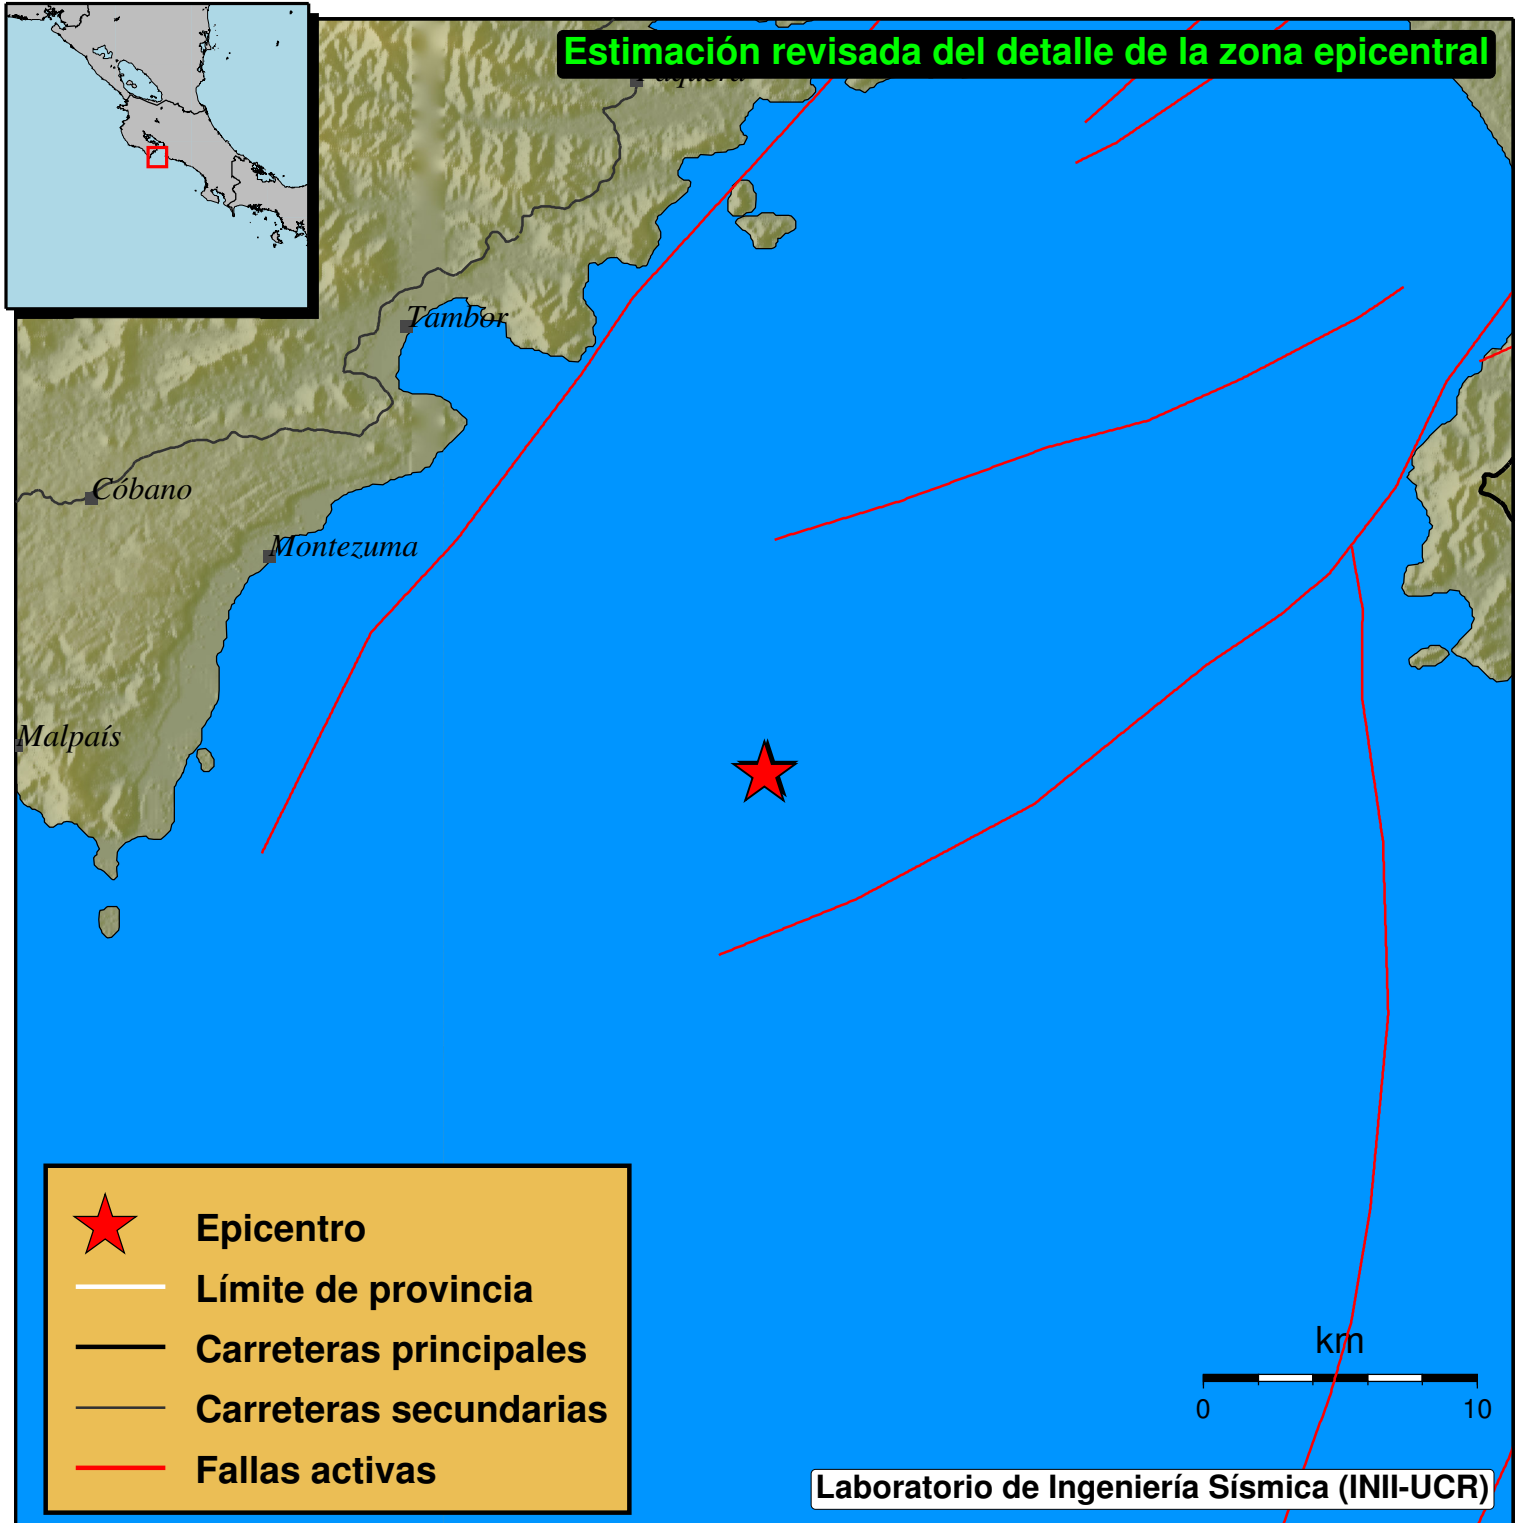 Estimación revisada del detalle de la zona epicentral
Tambor
Cóbano
Montezuma
Malpaís
Epicentro
Límite de provincia
Carreteras principales
Carreteras secundarias
Fallas activas
km
0 10
Laboratorio de Ingeniería Sísmica (INII-UCR)